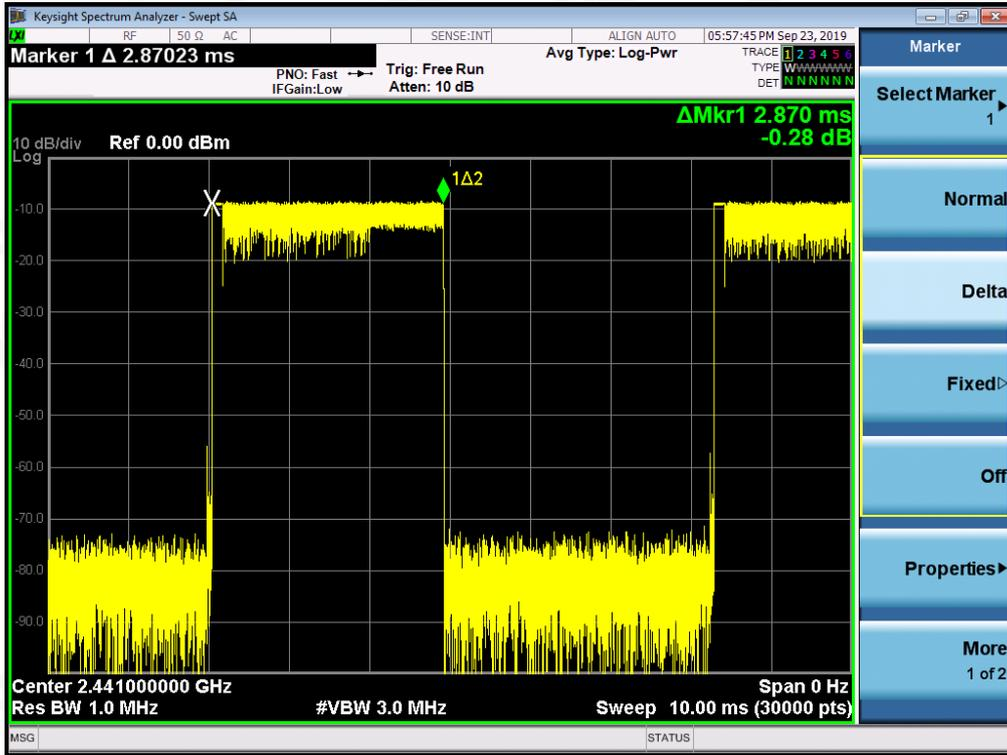 Keysight Spectrum Analyzer - Swept SA
LXI RF 50 Ω AC SENSE:INT ALIGN AUTO 05:57:45 PM Sep 23, 2019
Marker 1 Δ 2.87023 ms
PNO: Fast
IFGain:Low
Trig: Free Run
Atten: 10 dB
Avg Type: Log-Pwr
TRACE 1 2 3 4 5 6
TYPE WWWWWW
DET N N N N N N
ΔMkr1 2.870 ms
-0.28 dB
10 dB/div Ref 0.00 dBm
Log
1Δ2
X
-10.0
-20.0
-30.0
-40.0
-50.0
-60.0
-70.0
-80.0
-90.0
Center 2.441000000 GHz Span 0 Hz
Res BW 1.0 MHz #VBW 3.0 MHz Sweep 10.00 ms (30000 pts)
MSG STATUS
Marker
Select Marker
1
Normal
Delta
Fixed
Off
Properties
More
1 of 2